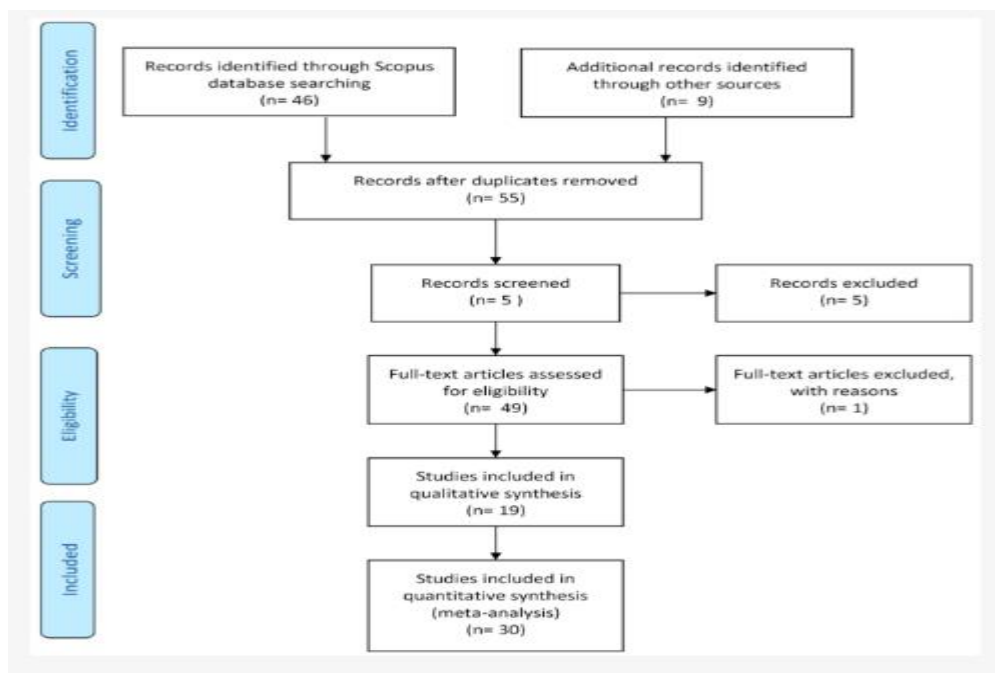 Identification
Records identified through Scopus
database searching
(n= 46)
Additional records identified
through other sources
(n= 9)
Records after duplicates removed
(n= 55)
Screening
Records screened
(n= 5 )
Records excluded
(n= 5)
Eligibility
Full-text articles assessed
for eligibility
(n= 49)
Full-text articles excluded,
with reasons
(n= 1)
Studies included in
qualitative synthesis
(n= 19)
Included
Studies included in
quantitative synthesis
(meta-analysis)
(n= 30)